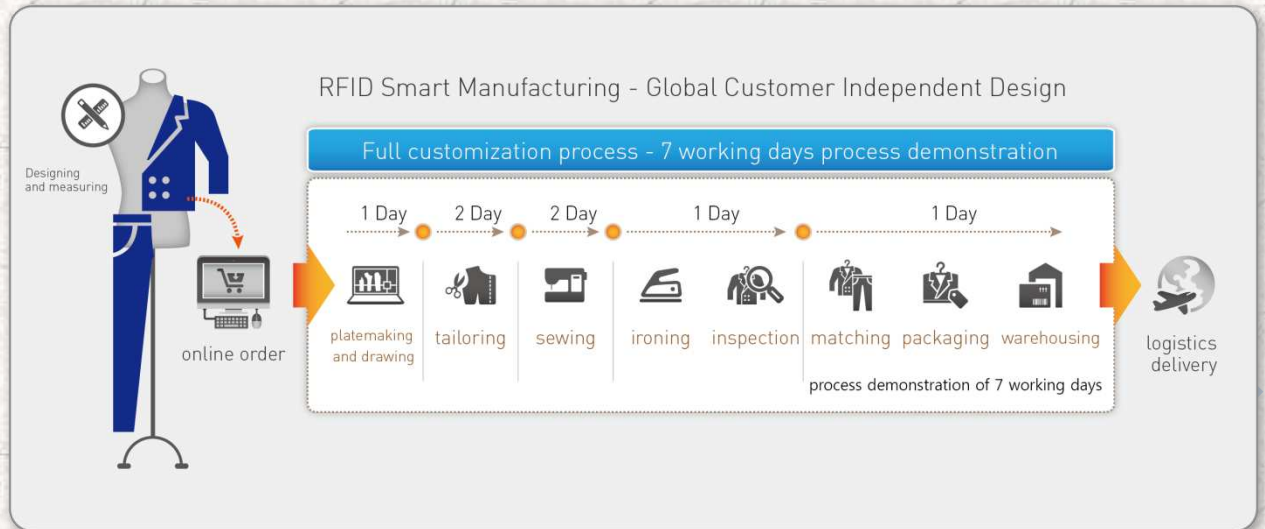 RFID Smart Manufacturing - Global Customer Independent Design
Full customization process - 7 working days process demonstration
Designing
and measuring
online order
1 Day
2 Day
2 Day
1 Day
1 Day
platemaking
and drawing
tailoring
sewing
ironing
inspection
matching
packaging
warehousing
process demonstration of 7 working days
logistics
delivery